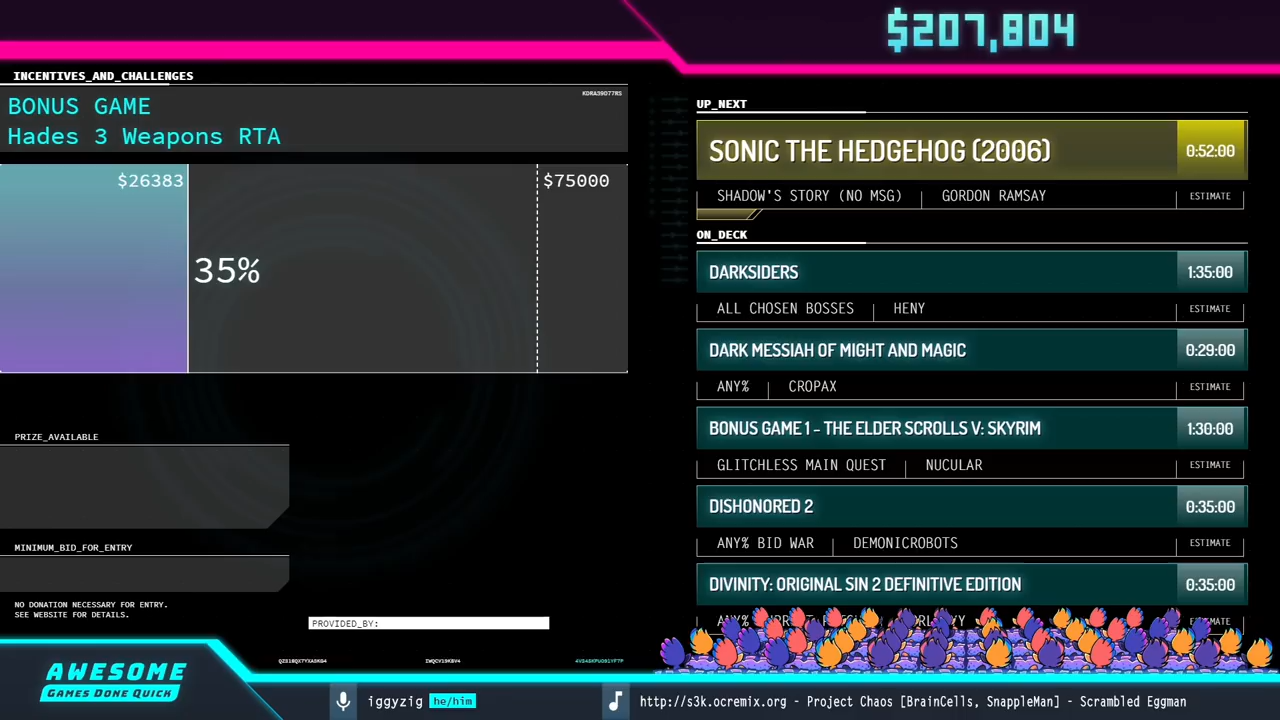 $207,804
INCENTIVES_AND_CHALLENGES
KDRA39D77RS
BONUS GAME
Hades 3 Weapons RTA
$26383
$75000
35%
PRIZE_AVAILABLE
MINIMUM_BID_FOR_ENTRY
NO DONATION NECESSARY FOR ENTRY.
SEE WEBSITE FOR DETAILS.
PROVIDED_BY:
UP_NEXT
SONIC THE HEDGEHOG (2006) 0:52:00
SHADOW'S STORY (NO MSG) GORDON RAMSAY ESTIMATE
ON_DECK
DARKSIDERS 1:35:00
ALL CHOSEN BOSSES HENY ESTIMATE
DARK MESSIAH OF MIGHT AND MAGIC 0:29:00
ANY% CROPAX ESTIMATE
BONUS GAME 1 - THE ELDER SCROLLS V: SKYRIM 1:30:00
GLITCHLESS MAIN QUEST NUCULAR ESTIMATE
DISHONORED 2 0:35:00
ANY% BID WAR DEMONICROBOTS ESTIMATE
DIVINITY: ORIGINAL SIN 2 DEFINITIVE EDITION 0:35:00
ANY%
AWESOME
GAMES DONE QUICK
iggyzig he/him
http://s3k.ocremix.org - Project Chaos [BrainCells, SnappleMan] - Scrambled Eggman